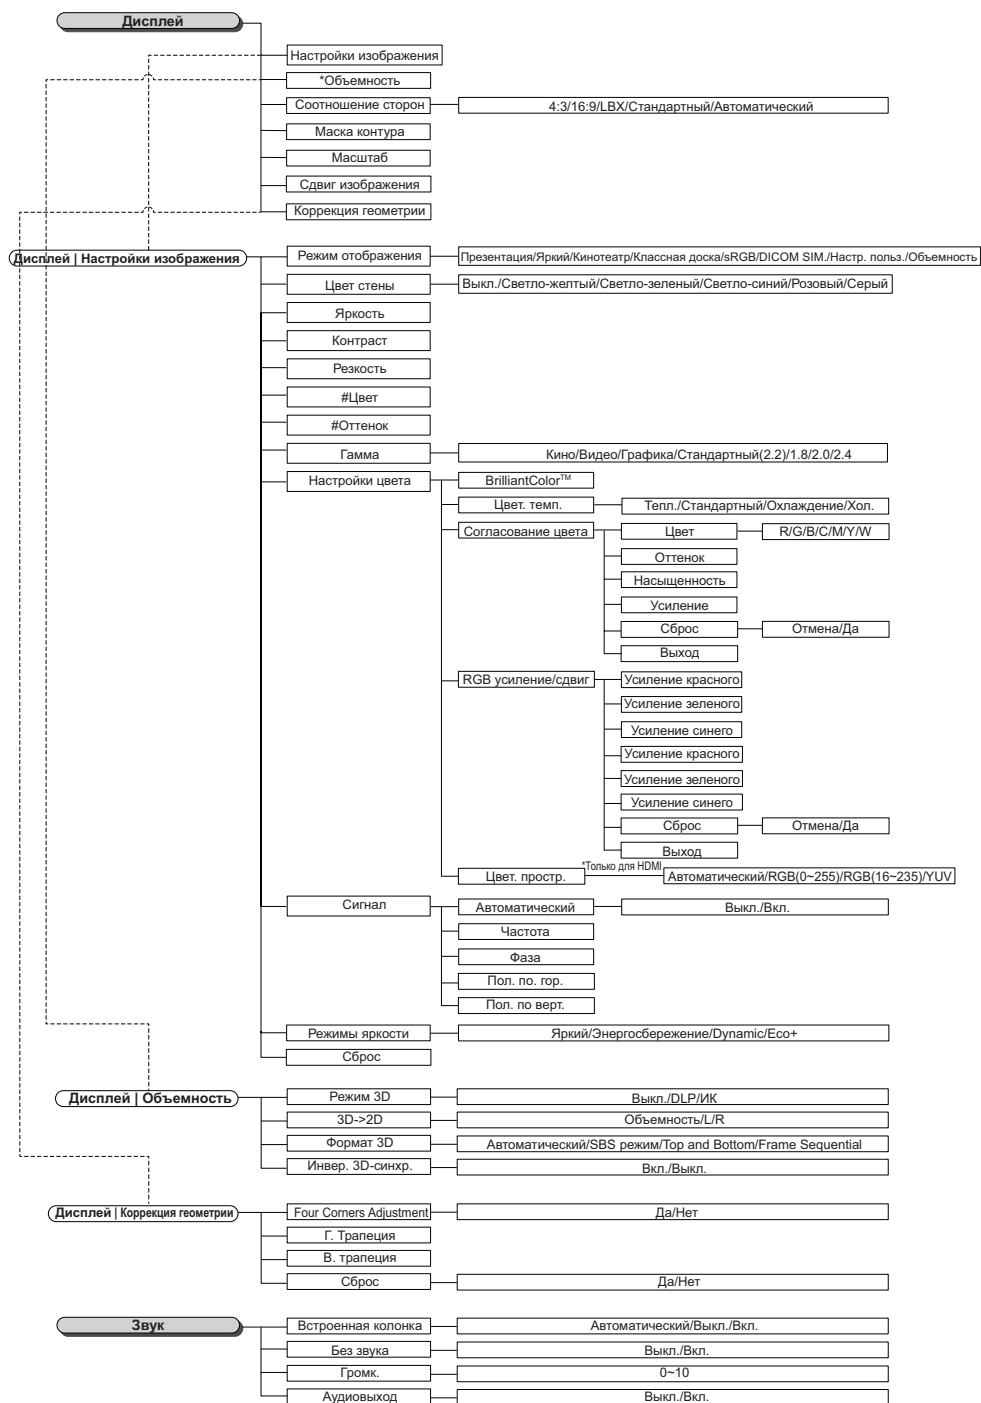 Дисплей
Настройки изображения
*Объемность
Соотношение сторон 4:3/16:9/LBX/Стандартный/Автоматический
Маска контура
Масштаб
Сдвиг изображения
Коррекция геометрии
Дисплей | Настройки изображения
Режим отображения Презентация/Яркий/Кинотеатр/Классная доска/sRGB/DICOM SIM./Настр. польз./Объемность
Цвет стены Выкл./Светло-желтый/Светло-зеленый/Светло-синий/Розовый/Серый
Яркость
Контраст
Резкость
#Цвет
#Оттенок
Гамма Кино/Видео/Графика/Стандартный(2.2)/1.8/2.0/2.4
Настройки цвета BrilliantColor™
Цвет. темп. Тепл./Стандартный/Охлаждение/Хол.
Согласование цвета Цвет R/G/B/C/M/Y/W
Оттенок
Насыщенность
Усиление
Сброс Отмена/Да
Выход
RGB усиление/сдвиг Усиление красного
Усиление зеленого
Усиление синего
Усиление красного
Усиление зеленого
Усиление синего
Сброс Отмена/Да
Выход
Цвет. простр. *Только для HDMI Автоматический/RGB(0~255)/RGB(16~235)/YUV
Сигнал Автоматический Выкл./Вкл.
Частота
Фаза
Пол. по. гор.
Пол. по верт.
Режимы яркости Яркий/Энергосбережение/Dynamic/Eco+
Сброс
Дисплей | Объемность
Режим 3D Выкл./DLP/ИК
3D->2D Объемность/L/R
Формат 3D Автоматический/SBS режим/Top and Bottom/Frame Sequential
Инвер. 3D-синхр. Вкл./Выкл.
Дисплей | Коррекция геометрии
Four Corners Adjustment Да/Нет
Г. Трапеция
В. трапеция
Сброс Да/Нет
Звук
Встроенная колонка Автоматический/Выкл./Вкл.
Без звука Выкл./Вкл.
Громк. 0~10
Аудиовыход Выкл./Вкл.